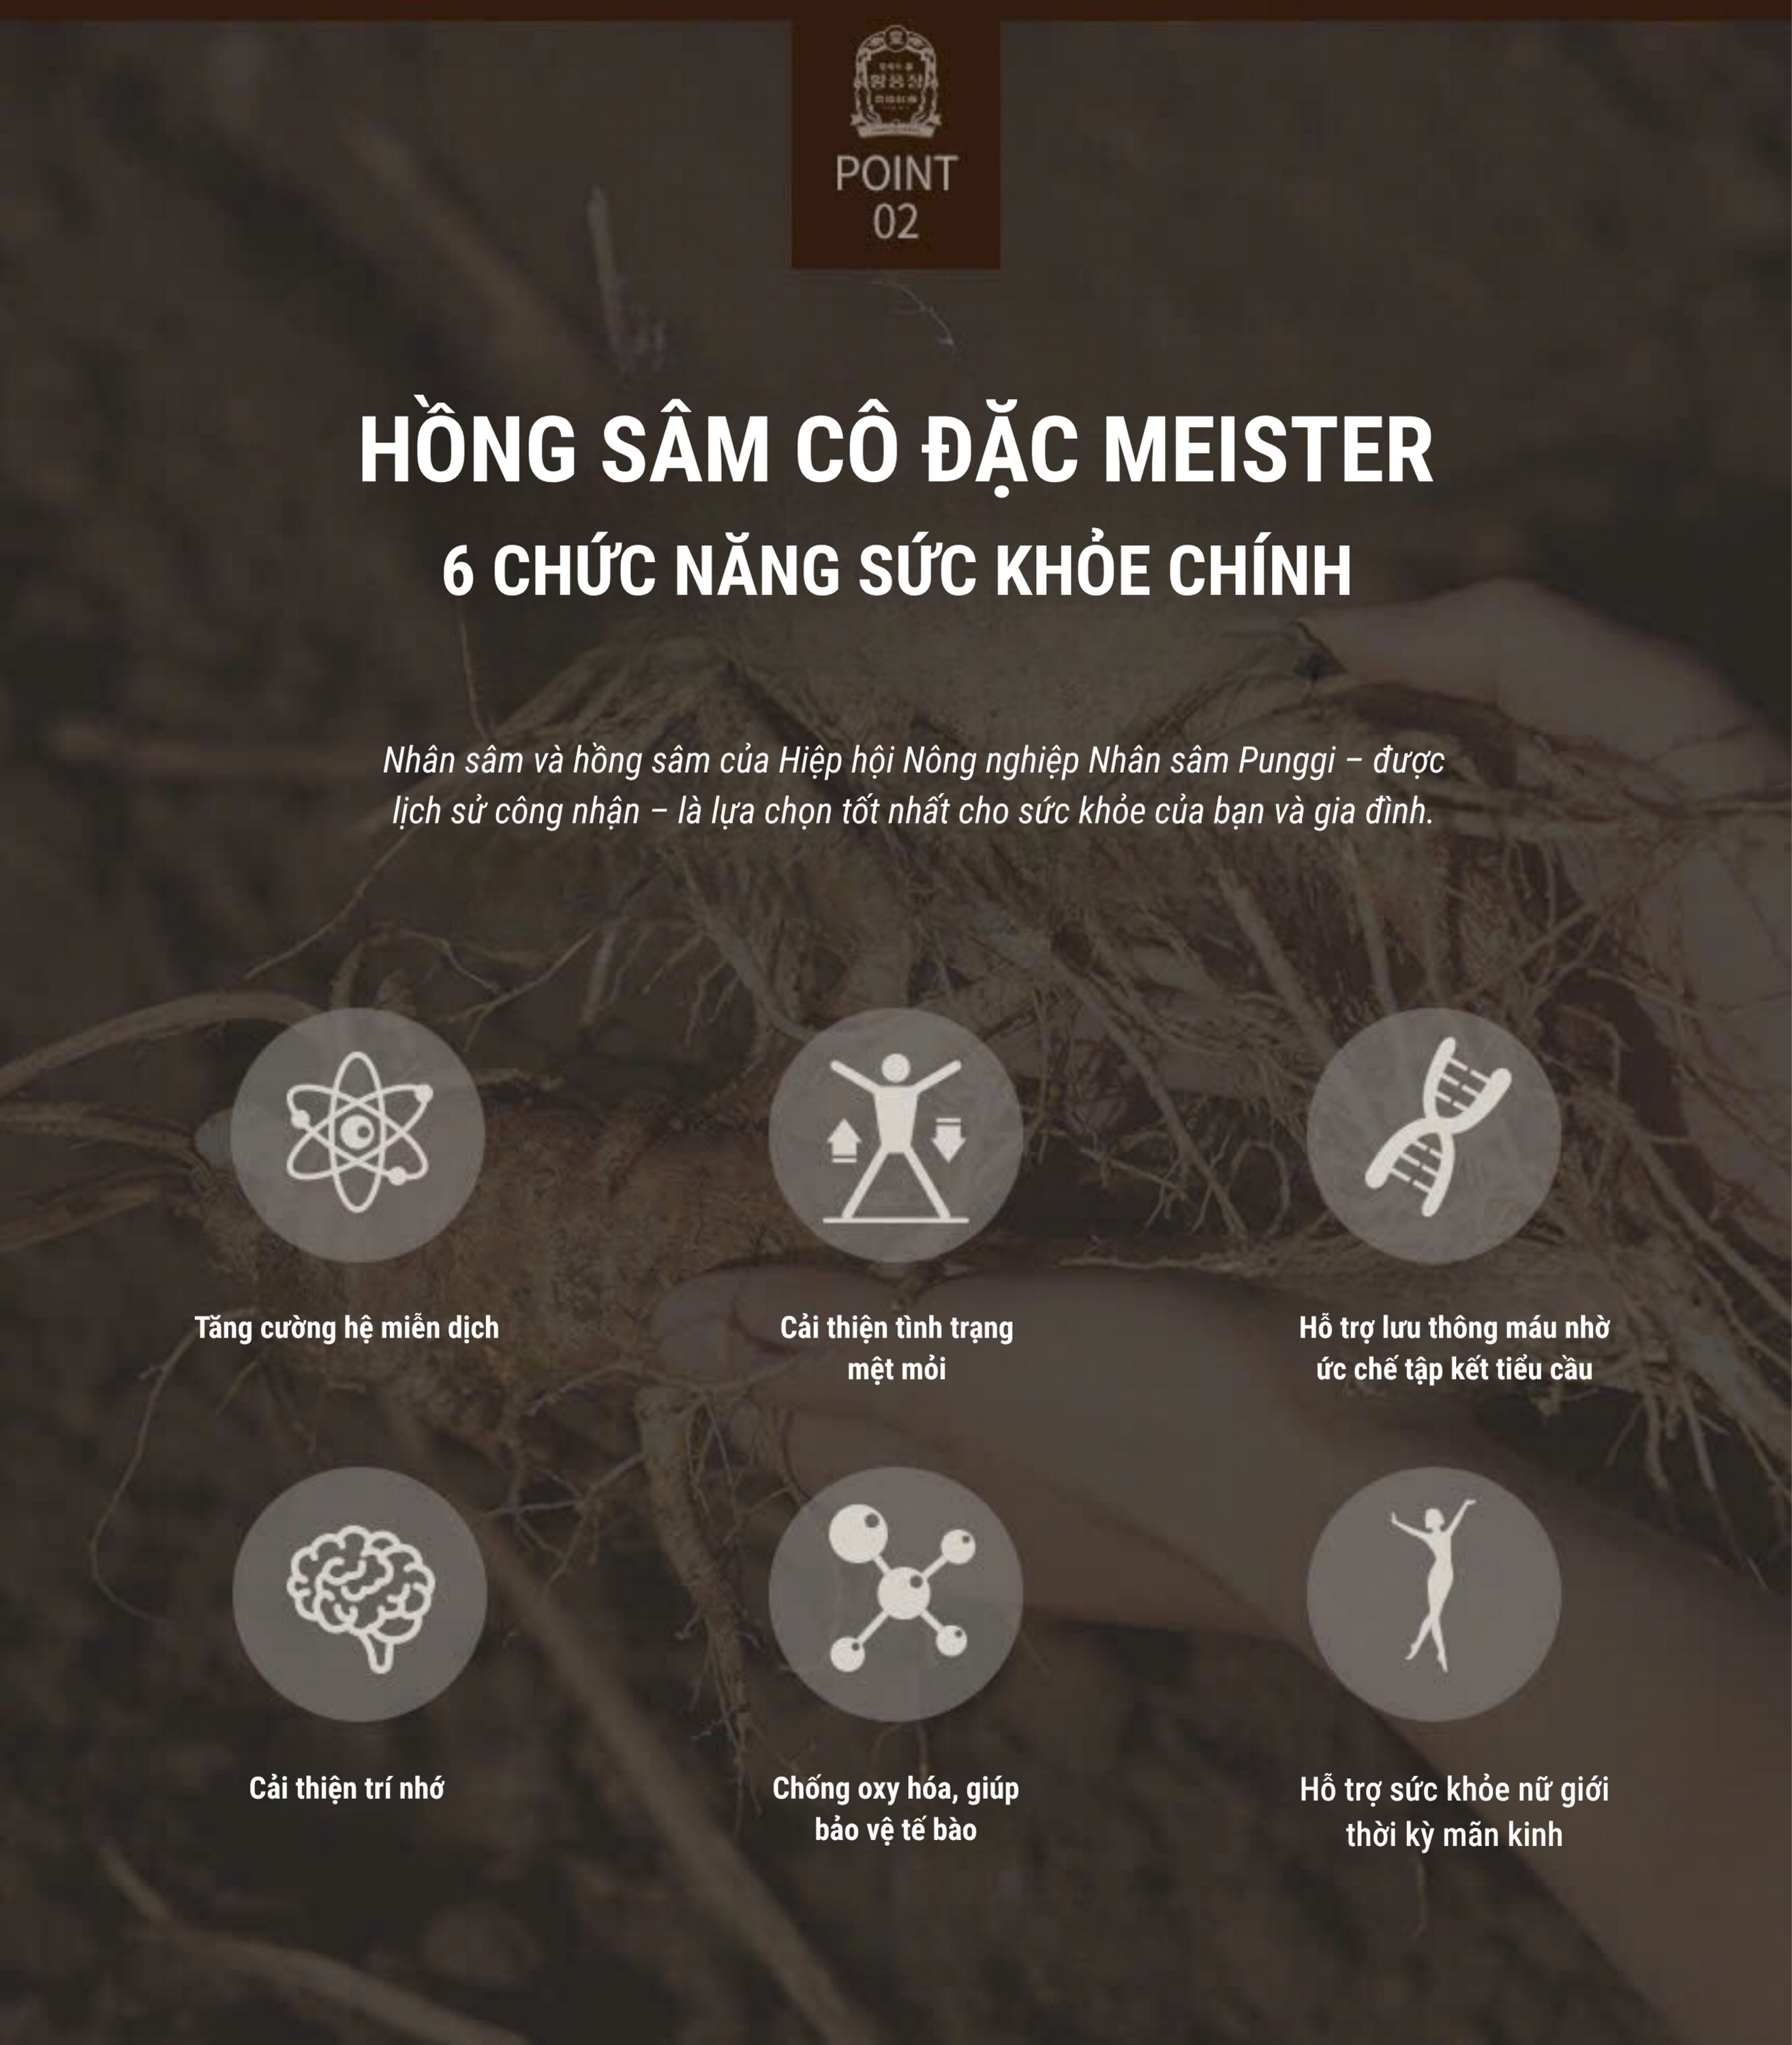 POINT
02
HỒNG SÂM CÔ ĐẶC MEISTER
6 CHỨC NĂNG SỨC KHỎE CHÍNH
Nhân sâm và hồng sâm của Hiệp hội Nông nghiệp Nhân sâm Punggi – được
lịch sử công nhận – là lựa chọn tốt nhất cho sức khỏe của bạn và gia đình.
Tăng cường hệ miễn dịch
Cải thiện tình trạng
mệt mỏi
Hỗ trợ lưu thông máu nhờ
ức chế tập kết tiểu cầu
Cải thiện trí nhớ
Chống oxy hóa, giúp
bảo vệ tế bào
Hỗ trợ sức khỏe nữ giới
thời kỳ mãn kinh